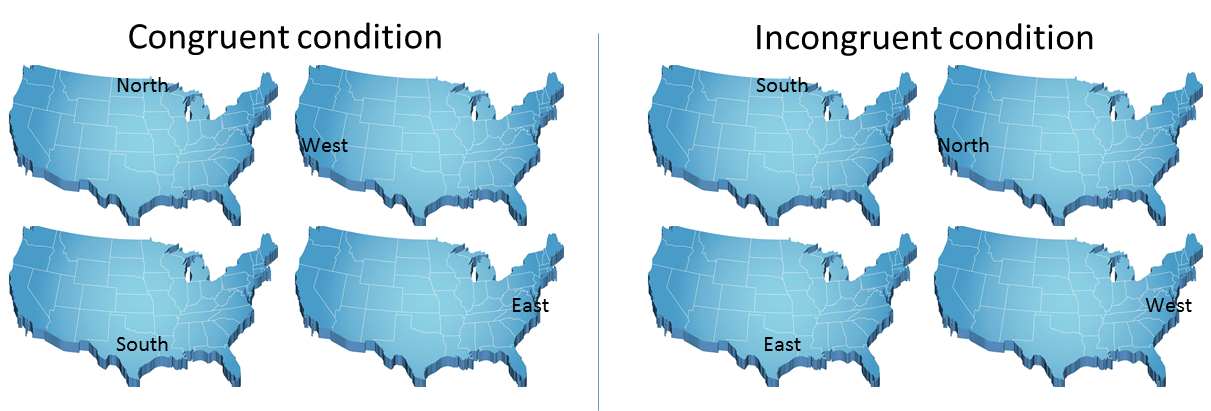 Congruent condition
North
West
South
East
Incongruent condition
South
North
East
West